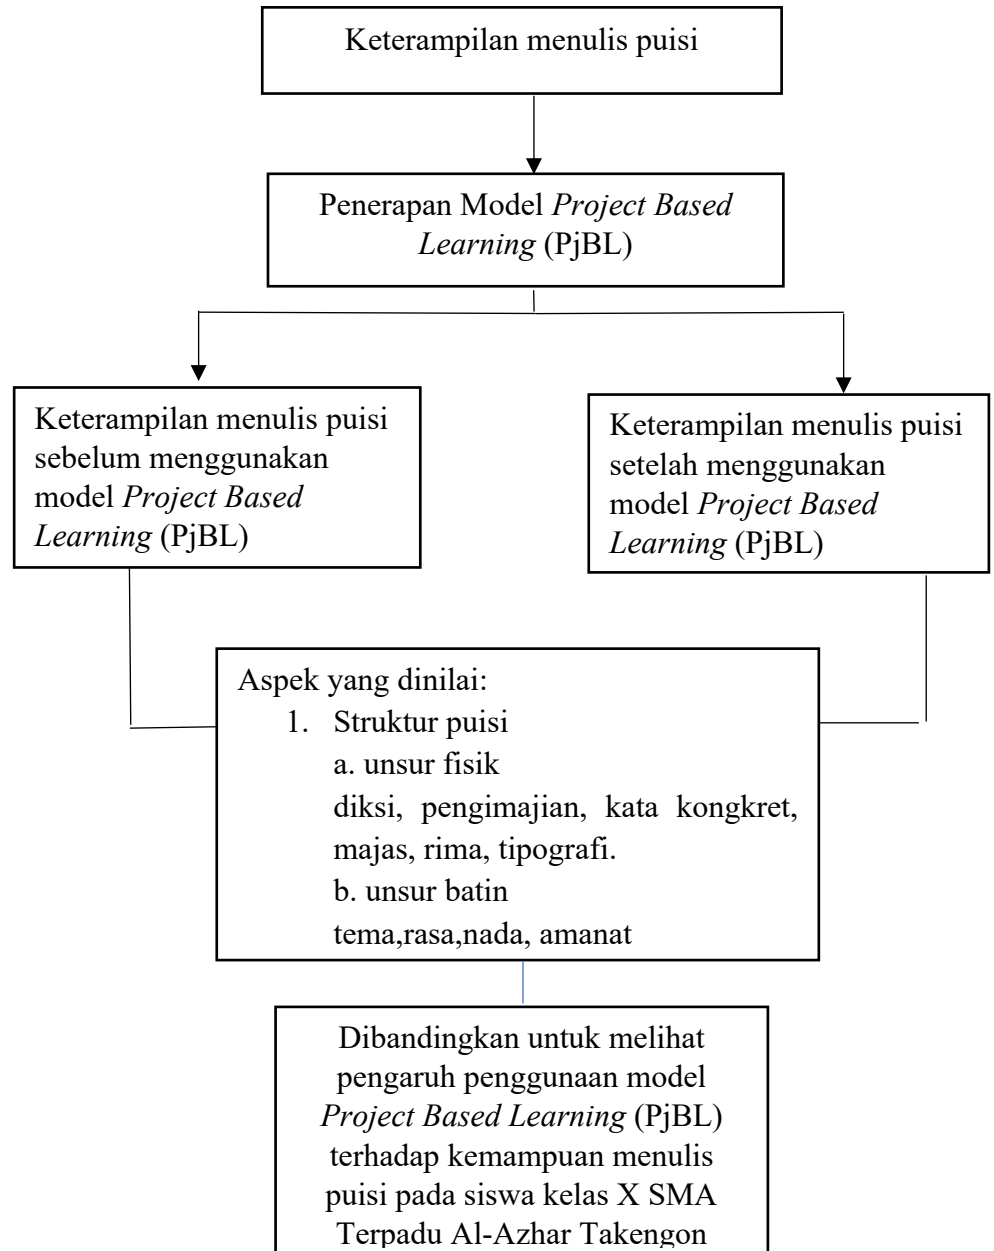 Keterampilan menulis puisi
Penerapan Model Project Based
Learning (PjBL)
Keterampilan menulis puisi
sebelum menggunakan
model Project Based
Learning (PjBL)
Keterampilan menulis puisi
setelah menggunakan
model Project Based
Learning (PjBL)
Aspek yang dinilai:
1. Struktur puisi
a. unsur fisik
diksi, pengimajian, kata kongkret,
majas, rima, tipografi.
b. unsur batin
tema,rasa,nada, amanat
Dibandingkan untuk melihat
pengaruh penggunaan model
Project Based Learning (PjBL)
terhadap kemampuan menulis
puisi pada siswa kelas X SMA
Terpadu Al-Azhar Takengon